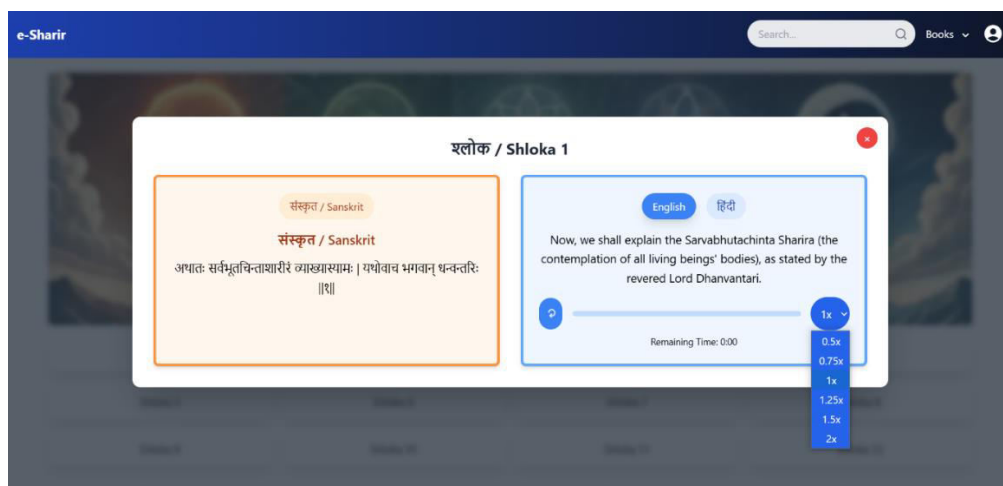 e-Sharir
Search...
Books
श्लोक / Shloka 1
×
संस्कृत / Sanskrit
संस्कृत / Sanskrit
अथातः सर्वभूतचिन्ताशारीरं व्याख्यास्यामः | यथोवाच भगवान् धन्वन्तरिः
||१||
English हिंदी
Now, we shall explain the Sarvabhutachinta Sharira (the
contemplation of all living beings' bodies), as stated by the
revered Lord Dhanvantari.
1x
Remaining Time: 0:00
0.5x
0.75x
1x
1.25x
1.5x
2x